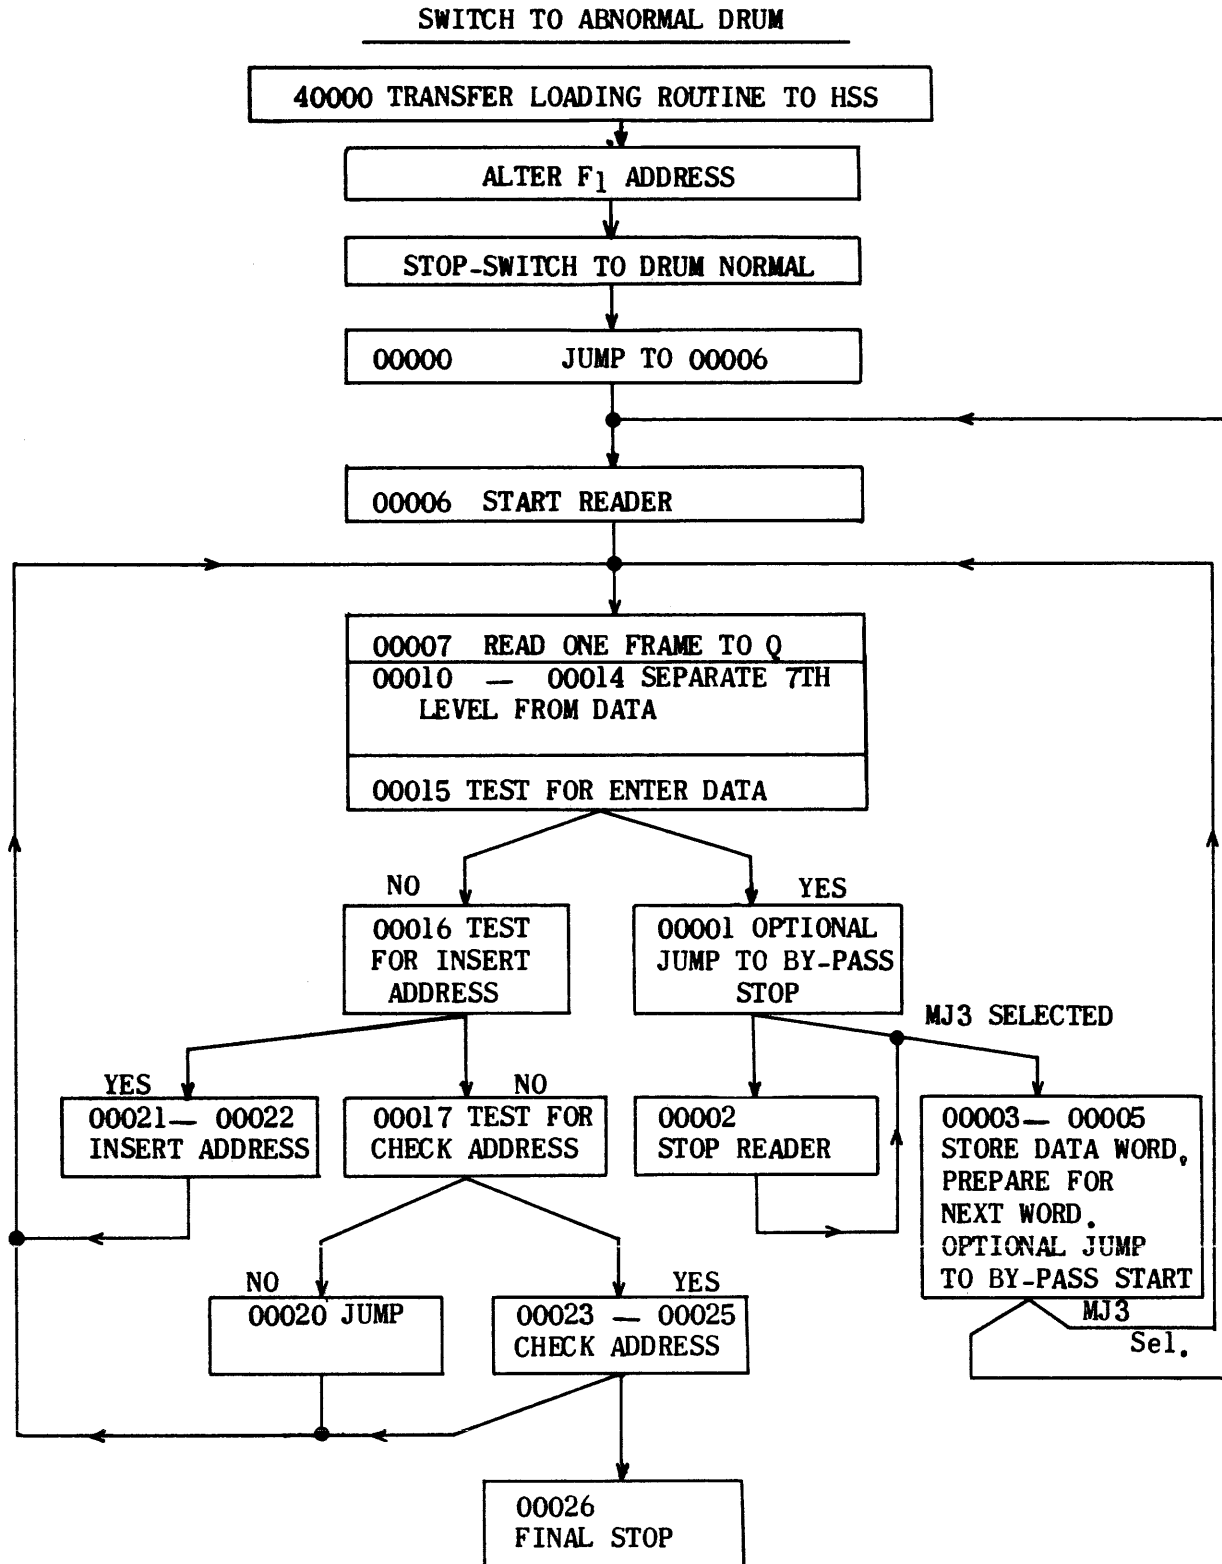 SWITCH TO ABNORMAL DRUM
40000 TRANSFER LOADING ROUTINE TO HSS
ALTER F1 ADDRESS
STOP-SWITCH TO DRUM NORMAL
00000 JUMP TO 00006
00006 START READER
00007 READ ONE FRAME TO Q
00010 — 00014 SEPARATE 7TH
LEVEL FROM DATA
00015 TEST FOR ENTER DATA
NO
YES
00016 TEST
FOR INSERT
ADDRESS
00001 OPTIONAL
JUMP TO BY-PASS
STOP
MJ3 SELECTED
YES
NO
00021— 00022
INSERT ADDRESS
00017 TEST FOR
CHECK ADDRESS
00002
STOP READER
00003— 00005
STORE DATA WORD,
PREPARE FOR
NEXT WORD.
OPTIONAL JUMP
TO BY-PASS START
NO
YES
00020 JUMP
00023 — 00025
CHECK ADDRESS
MJ3
Sel.
00026
FINAL STOP